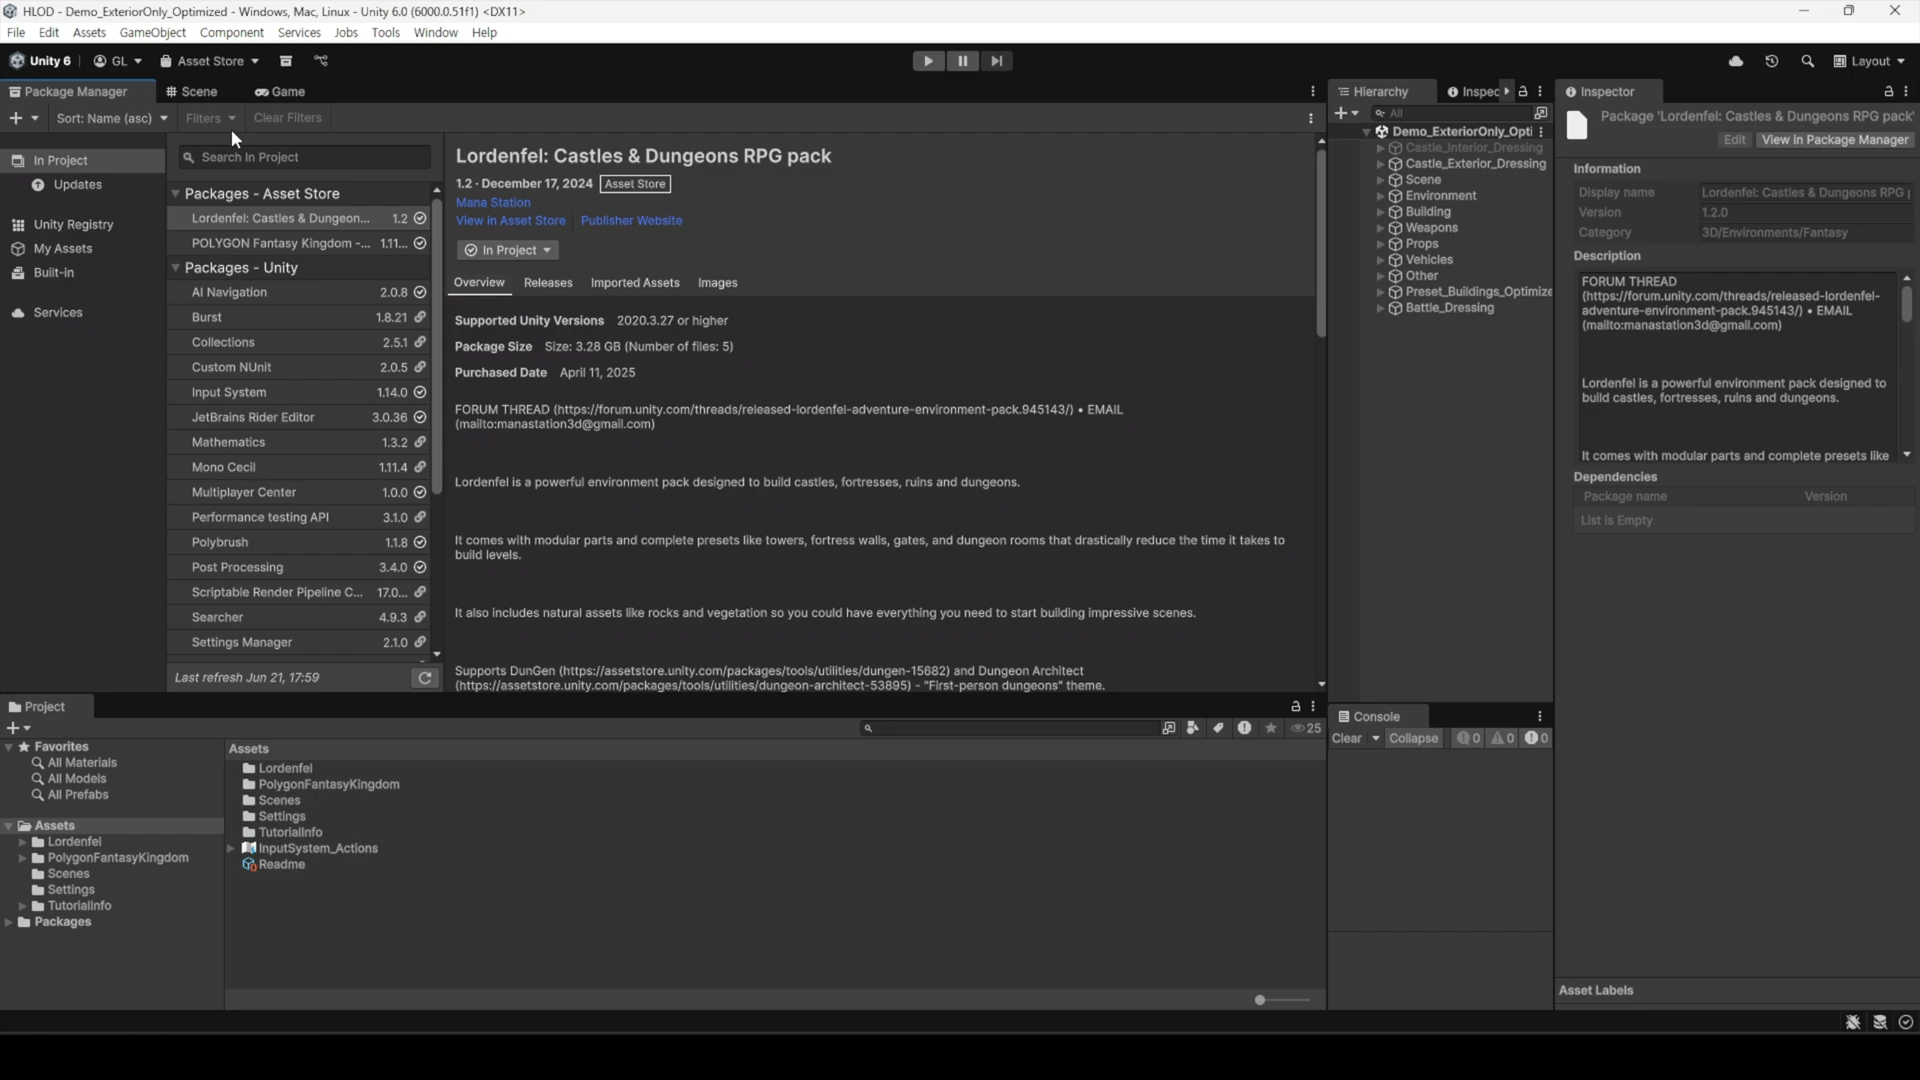 HLOD - Demo_ExteriorOnly_Optimized - Windows, Mac, Linux - Unity 6.0 (6000.0.51f1) <DX11>
File Edit Assets GameObject Component Services Jobs Tools Window Help
Unity 6 GL Asset Store Layout
Package Manager Scene Game
Sort: Name (asc) Filters Clear Filters
In Project
Updates
Unity Registry
My Assets
Built-in
Services
Search In Project
Packages - Asset Store
Lordenfel: Castles & Dungeon... 1.2
POLYGON Fantasy Kingdom -... 1.11...
Packages - Unity
AI Navigation 2.0.8
Burst 1.8.21
Collections 2.5.1
Custom NUnit 2.0.5
Input System 1.14.0
JetBrains Rider Editor 3.0.36
Mathematics 1.3.2
Mono Cecil 1.11.4
Multiplayer Center 1.0.0
Performance testing API 3.1.0
Polybrush 1.1.8
Post Processing 3.4.0
Scriptable Render Pipeline C... 17.0...
Searcher 4.9.3
Settings Manager 2.1.0
Last refresh Jun 21, 17:59
Lordenfel: Castles & Dungeons RPG pack
1.2 · December 17, 2024 Asset Store
Mana Station
View in Asset Store Publisher Website
In Project
Overview Releases Imported Assets Images
Supported Unity Versions 2020.3.27 or higher
Package Size Size: 3.28 GB (Number of files: 5)
Purchased Date April 11, 2025
FORUM THREAD (https://forum.unity.com/threads/released-lordenfel-adventure-environment-pack.945143/) • EMAIL
(mailto:manastation3d@gmail.com)
Lordenfel is a powerful environment pack designed to build castles, fortresses, ruins and dungeons.
It comes with modular parts and complete presets like towers, fortress walls, gates, and dungeon rooms that drastically reduce the time it takes to
build levels.
It also includes natural assets like rocks and vegetation so you could have everything you need to start building impressive scenes.
Supports DunGen (https://assetstore.unity.com/packages/tools/utilities/dungen-15682) and Dungeon Architect
(https://assetstore.unity.com/packages/tools/utilities/dungeon-architect-53895) - "First-person dungeons" theme.
Hierarchy Inspec
All
Demo_ExteriorOnly_Opti
Castle_Interior_Dressing
Castle_Exterior_Dressing
Scene
Environment
Building
Weapons
Props
Vehicles
Other
Preset_Buildings_Optimize
Battle_Dressing
Inspector
Package 'Lordenfel: Castles & Dungeons RPG pack'
Edit View in Package Manager
Information
Display name Lordenfel: Castles & Dungeons RPG
Version 1.2.0
Category 3D/Environments/Fantasy
Description
FORUM THREAD
(https://forum.unity.com/threads/released-lordenfel-
adventure-environment-pack.945143/) • EMAIL
(mailto:manastation3d@gmail.com)
Lordenfel is a powerful environment pack designed to
build castles, fortresses, ruins and dungeons.
It comes with modular parts and complete presets like
Dependencies
Package name Version
List is Empty
Asset Labels
Project
25
Favorites
All Materials
All Models
All Prefabs
Assets
Lordenfel
PolygonFantasyKingdom
Scenes
Settings
TutorialInfo
Packages
Assets
Lordenfel
PolygonFantasyKingdom
Scenes
Settings
TutorialInfo
InputSystem_Actions
Readme
Console
Clear Collapse 0 0 0